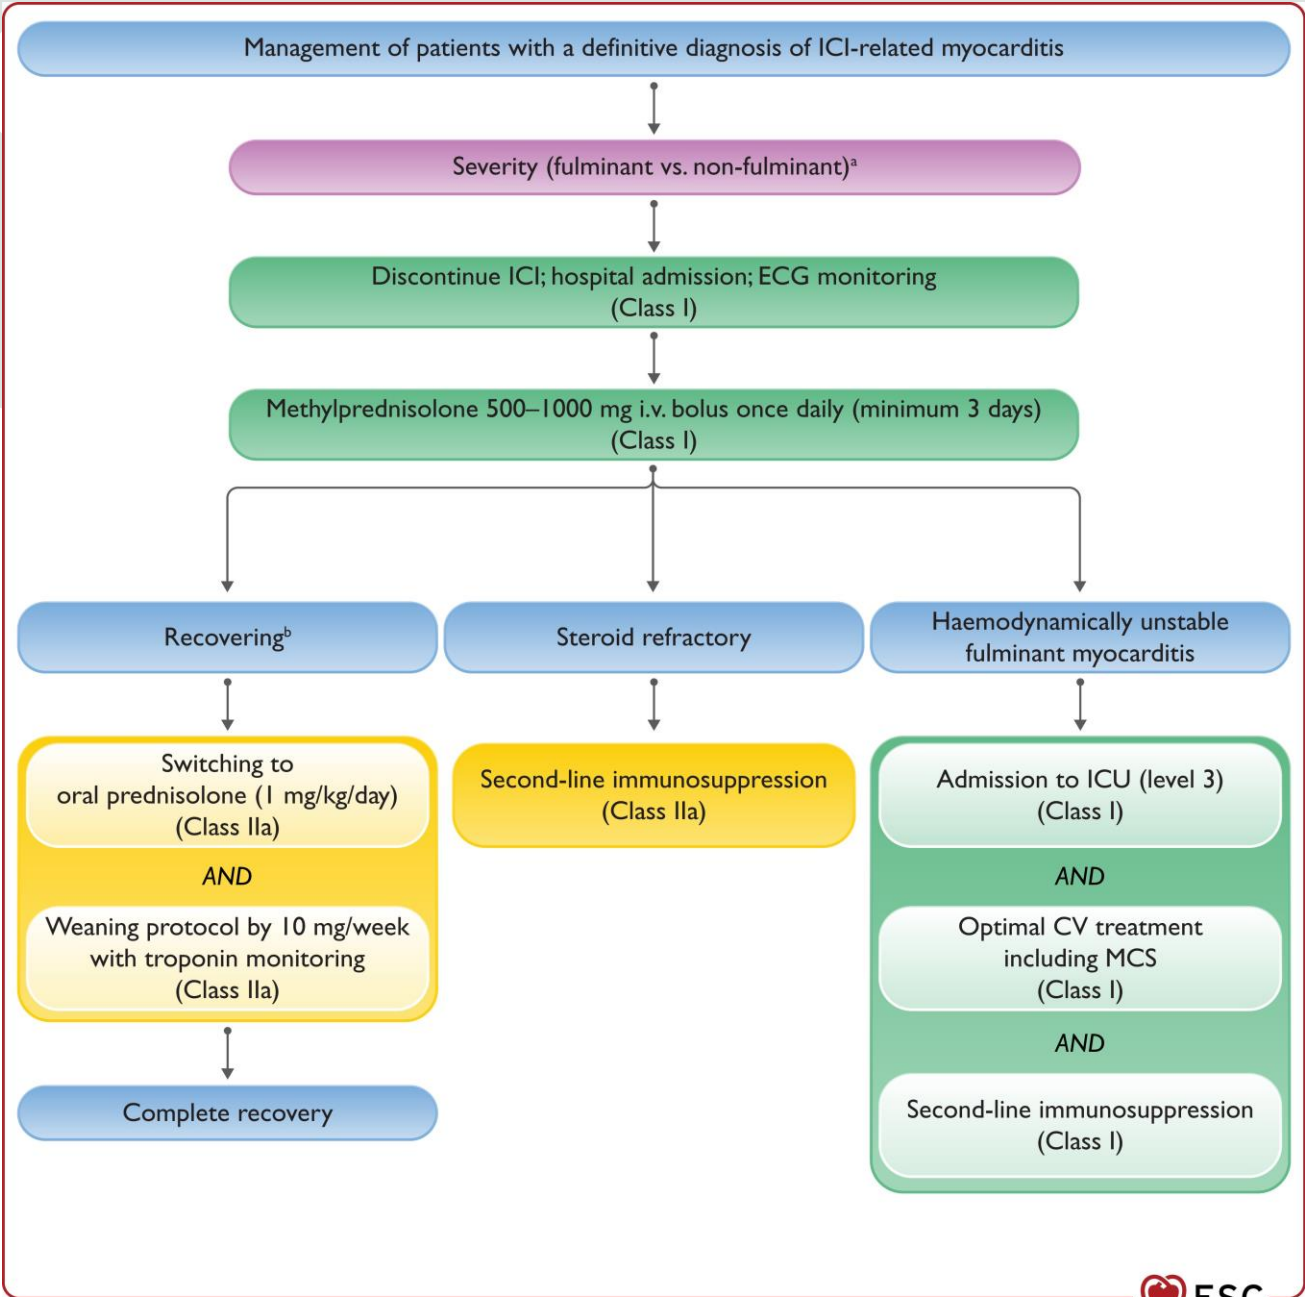 Management of patients with a definitive diagnosis of ICI-related myocarditis
Severity (fulminant vs. non-fulminant)ᵃ
Discontinue ICI; hospital admission; ECG monitoring
(Class I)
Methylprednisolone 500–1000 mg i.v. bolus once daily (minimum 3 days)
(Class I)
Recoveringᵇ
Switching to
oral prednisolone (1 mg/kg/day)
(Class IIa)
AND
Weaning protocol by 10 mg/week
with troponin monitoring
(Class IIa)
Complete recovery
Steroid refractory
Second-line immunosuppression
(Class IIa)
Haemodynamically unstable
fulminant myocarditis
Admission to ICU (level 3)
(Class I)
AND
Optimal CV treatment
including MCS
(Class I)
AND
Second-line immunosuppression
(Class I)
ESC